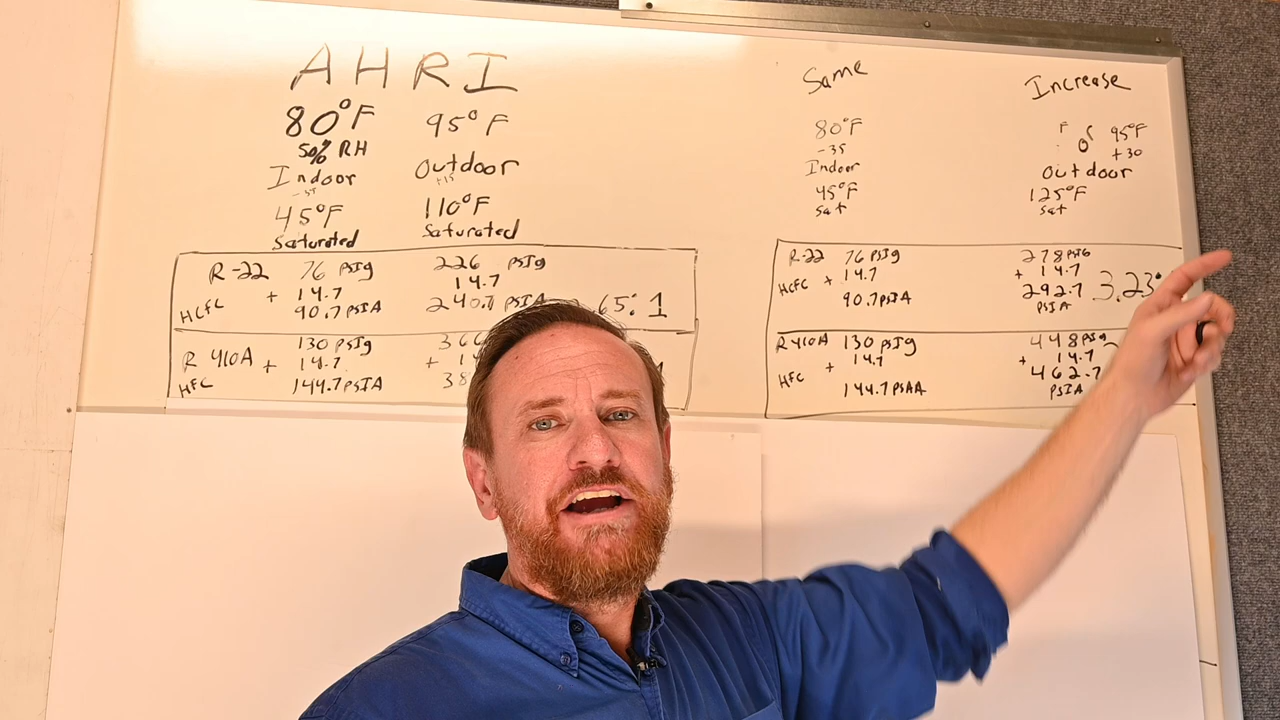 AHRI
80°F 95°F
50% RH
Indoor Outdoor
+15
45°F 110°F
Saturated Saturated
R-22 76 PSIg 226 PSIg
HCFC + 14.7 14.7
90.7 PSIA 240.7 PSIA 65:1
R 410A 130 PSIg
HFC + 14.7
144.7 PSIA
Same Increase
80°F F 95°F
-35 +30
Indoor Outdoor
45°F 125°F
Sat Sat
R-22 76 PSIg 278 PSIG
HCFC + 14.7 + 14.7
90.7 PSIA 292.7 3.23:
PSIA
R410A 130 PSIg 448 PSIg
HFC + 14.7 + 14.7
144.7 PSAA 462.7
PSIA